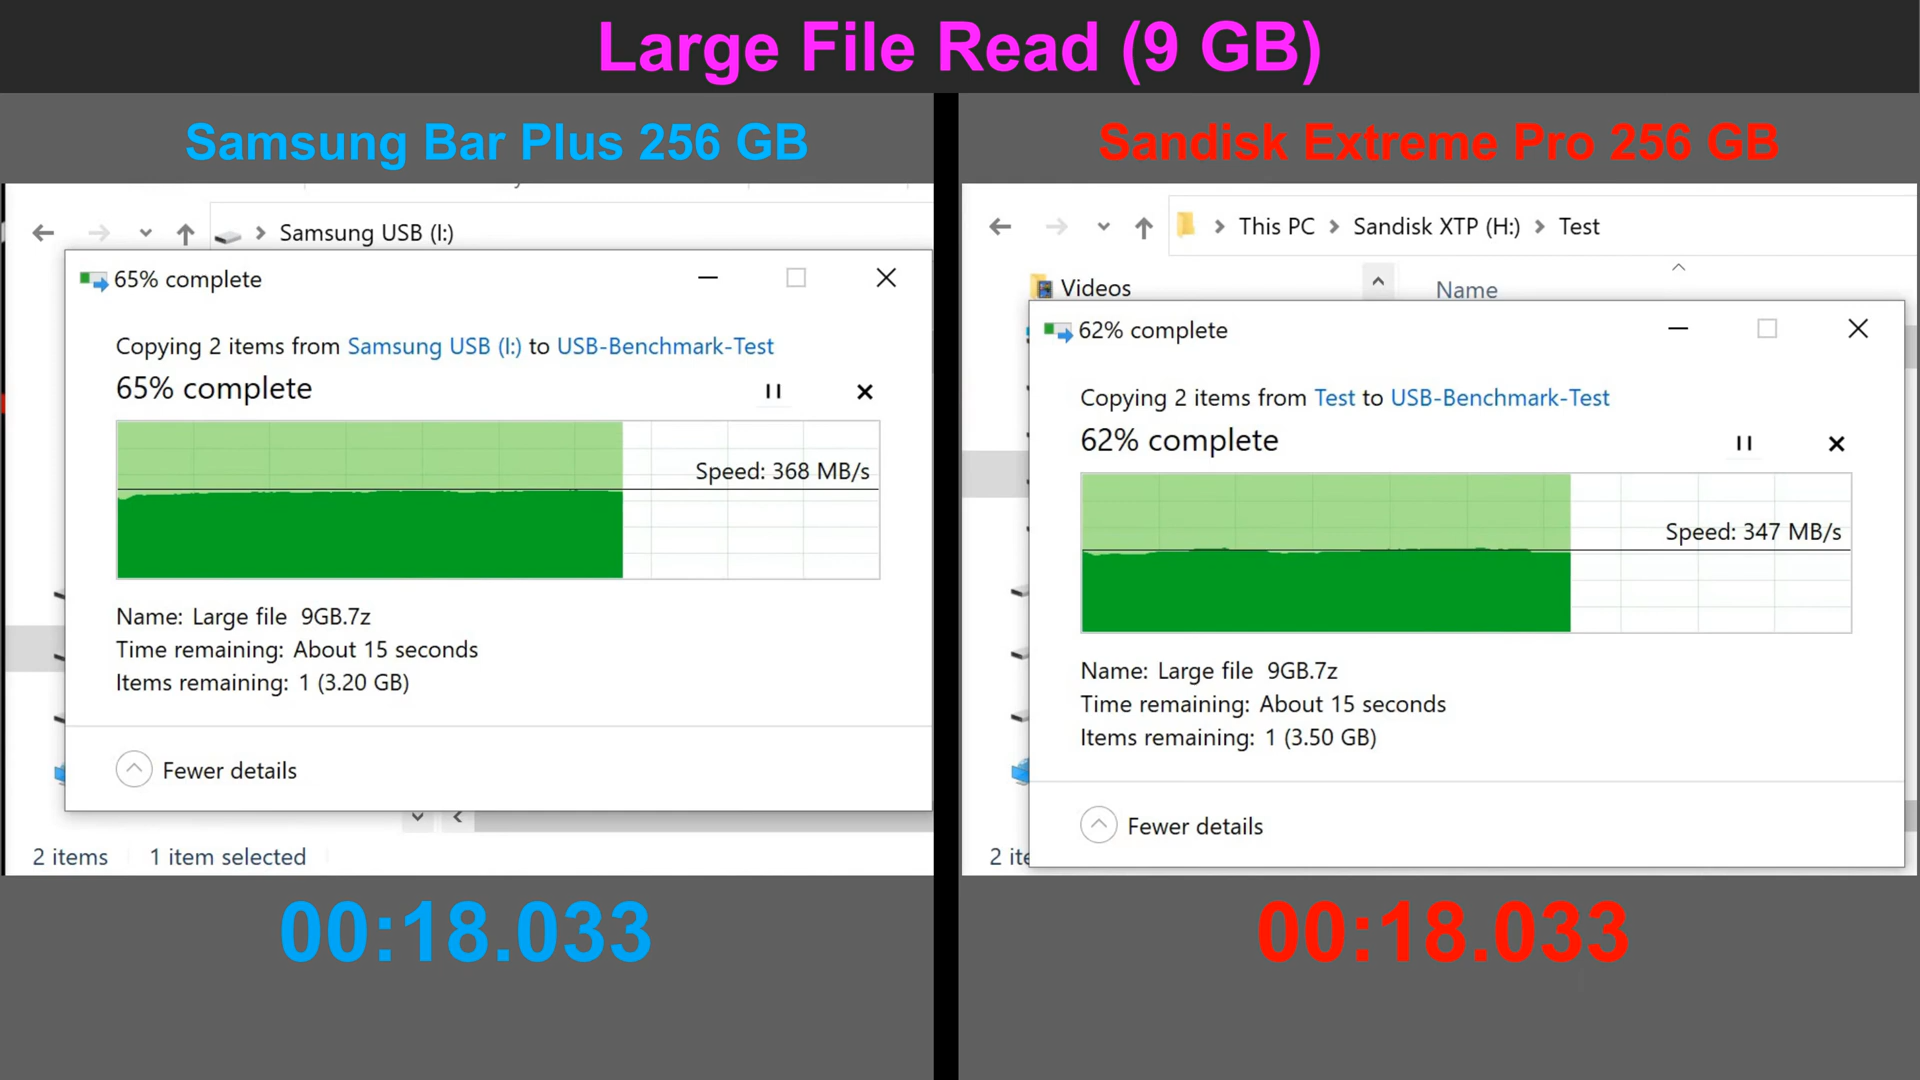 Large File Read (9 GB)
Samsung Bar Plus 256 GB
Samsung USB (I:)
65% complete
Copying 2 items from Samsung USB (I:) to USB-Benchmark-Test
65% complete
Speed: 368 MB/s
Name: Large file 9GB.7z
Time remaining: About 15 seconds
Items remaining: 1 (3.20 GB)
Fewer details
2 items 1 item selected
00:18.033
Sandisk Extreme Pro 256 GB
This PC Sandisk XTP (H:) Test
Videos Name
62% complete
Copying 2 items from Test to USB-Benchmark-Test
62% complete
Speed: 347 MB/s
Name: Large file 9GB.7z
Time remaining: About 15 seconds
Items remaining: 1 (3.50 GB)
Fewer details
2 ite
00:18.033